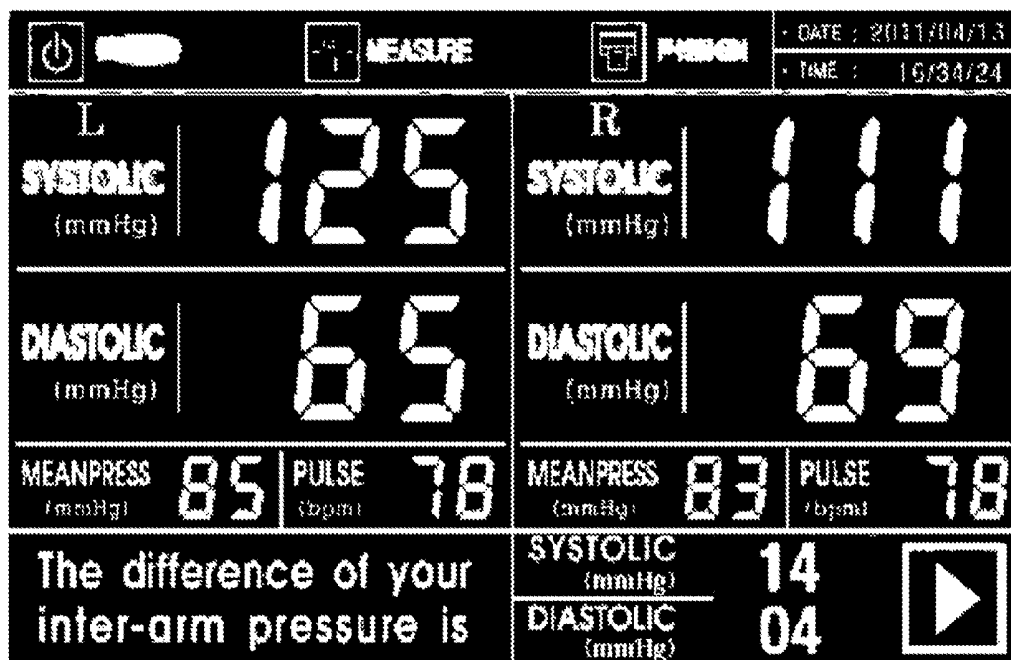 MEASURE
• DATE : 2011/04/13
• TIME : 16/34/24
L
SYSTOLIC
(mmHg)
125
R
SYSTOLIC
(mmHg)
111
DIASTOLIC
(mmHg)
65
DIASTOLIC
(mmHg)
69
MEANPRESS
(mmHg)
85
PULSE
(bpm)
78
MEANPRESS
(mmHg)
83
PULSE
(bpm)
78
The difference of your
inter-arm pressure is
SYSTOLIC
(mmHg)
14
DIASTOLIC
(mmHg)
04